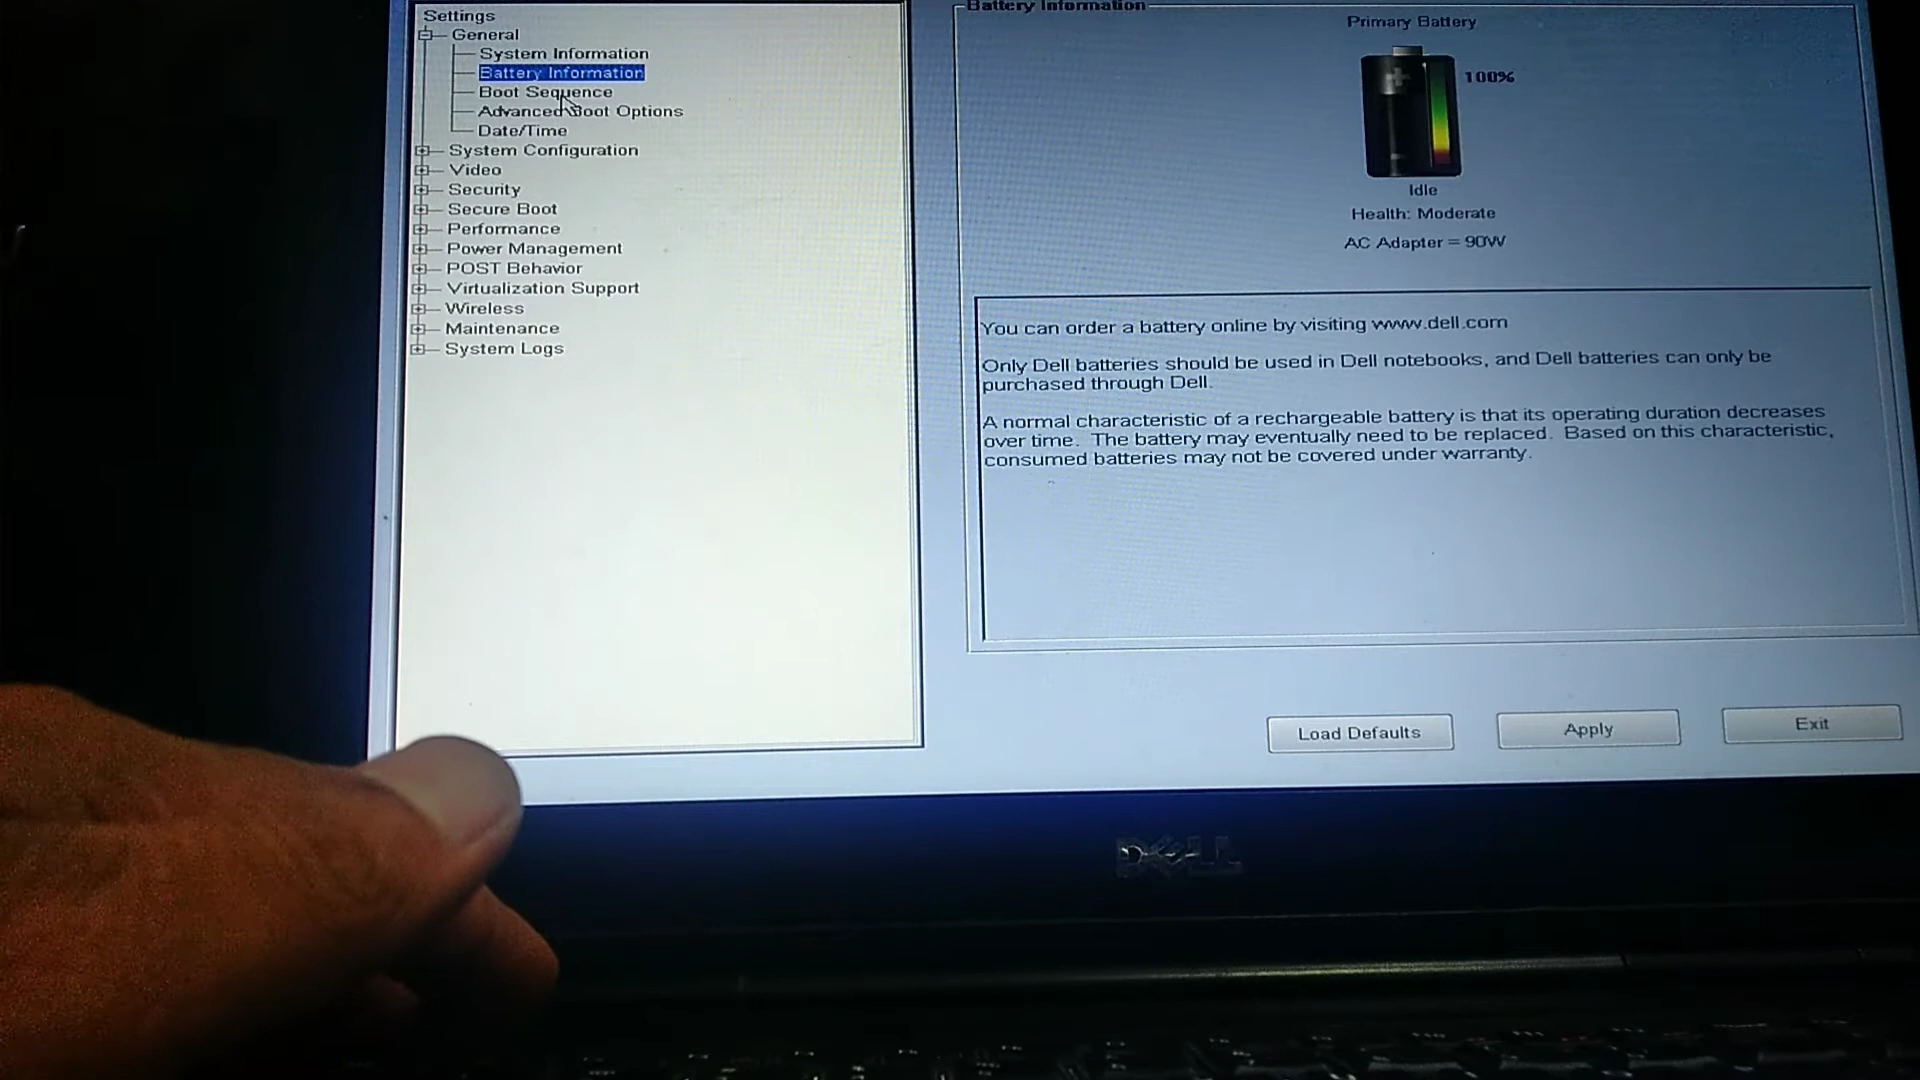 Settings
General
System Information
Battery Information
Boot Sequence
Advanced Boot Options
Date/Time
System Configuration
Video
Security
Secure Boot
Performance
Power Management
POST Behavior
Virtualization Support
Wireless
Maintenance
System Logs
Battery Information
Primary Battery
100%
Idle
Health: Moderate
AC Adapter = 90W
You can order a battery online by visiting www.dell.com
Only Dell batteries should be used in Dell notebooks, and Dell batteries can only be
purchased through Dell.
A normal characteristic of a rechargeable battery is that its operating duration decreases
over time. The battery may eventually need to be replaced. Based on this characteristic,
consumed batteries may not be covered under warranty.
Load Defaults
Apply
Exit
DELL